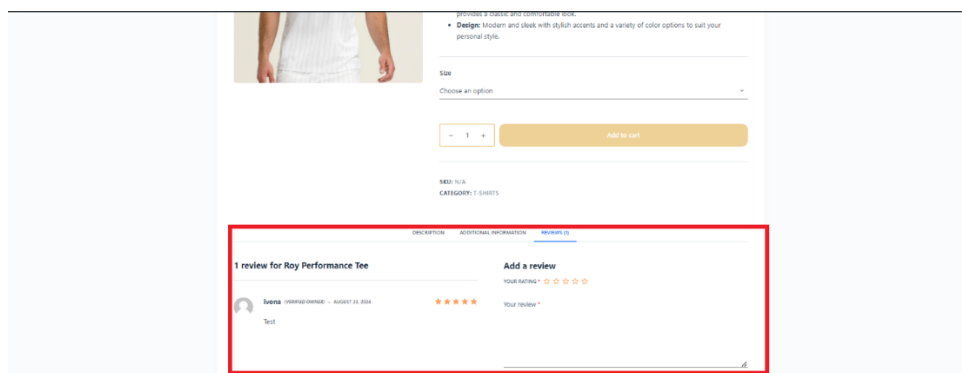 provides a classic and comfortable look.
Design: Modern and sleek with stylish accents and a variety of color options to suit your
personal style.
Size
Choose an option
- 1 +
Add to cart
SKU: N/A
CATEGORY: T-SHIRTS
DESCRIPTION ADDITIONAL INFORMATION REVIEWS (1)
1 review for Roy Performance Tee
ivona (VERIFIED OWNER) – AUGUST 23, 2024
Test
Add a review
YOUR RATING *
Your review *